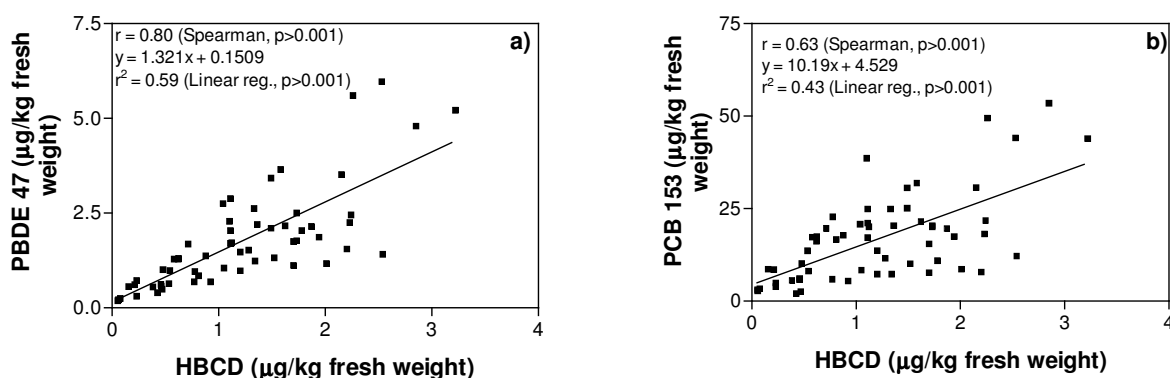 r = 0.80 (Spearman, p>0.001)
y = 1.321x + 0.1509
r² = 0.59 (Linear reg., p>0.001)
a)
7.5
5.0
2.5
0.0
0
1
2
3
4
PBDE 47 (μg/kg fresh
weight)
HBCD (μg/kg fresh weight)
r = 0.63 (Spearman, p>0.001)
y = 10.19x + 4.529
r² = 0.43 (Linear reg., p>0.001)
b)
75
50
25
0
0
1
2
3
4
PCB 153 (μg/kg fresh
weight)
HBCD (μg/kg fresh weight)